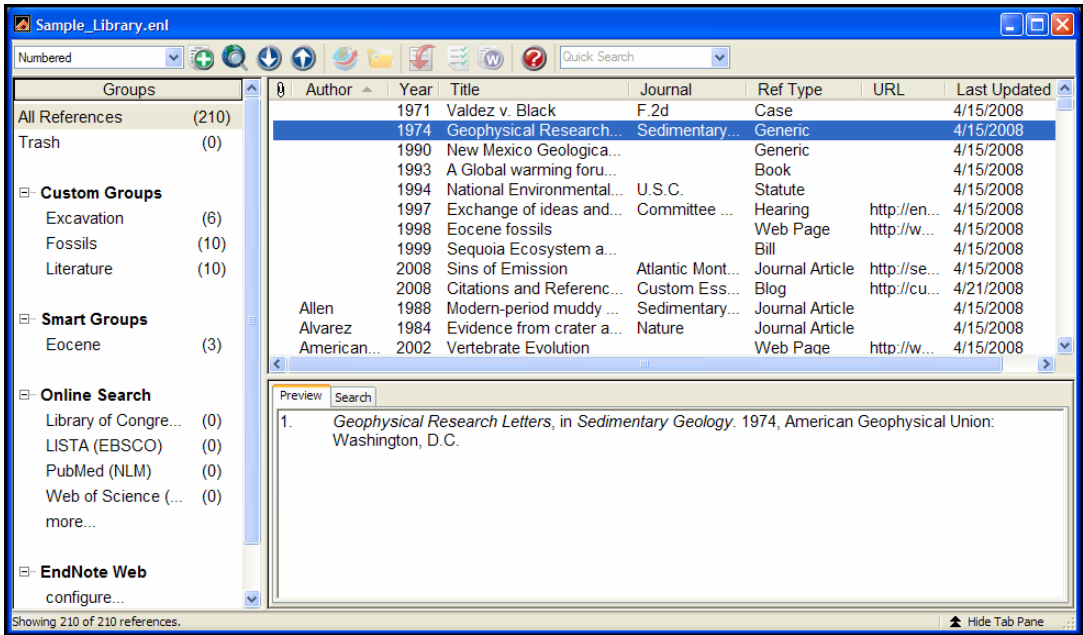 Sample_Library.enl
Numbered
Quick Search
Groups
All References (210)
Trash (0)
Custom Groups
Excavation (6)
Fossils (10)
Literature (10)
Smart Groups
Eocene (3)
Online Search
Library of Congre... (0)
LISTA (EBSCO) (0)
PubMed (NLM) (0)
Web of Science (... (0)
more...
EndNote Web
configure...
Author Year Title Journal Ref Type URL Last Updated
1971 Valdez v. Black F.2d Case 4/15/2008
1974 Geophysical Research... Sedimentary... Generic 4/15/2008
1990 New Mexico Geologica... Generic 4/15/2008
1993 A Global warming foru... Book 4/15/2008
1994 National Environmental... U.S.C. Statute 4/15/2008
1997 Exchange of ideas and... Committee ... Hearing http://en... 4/15/2008
1998 Eocene fossils Web Page http://w... 4/15/2008
1999 Sequoia Ecosystem a... Bill 4/15/2008
2008 Sins of Emission Atlantic Mont... Journal Article http://se... 4/15/2008
2008 Citations and Referenc... Custom Ess... Blog http://cu... 4/21/2008
Allen 1988 Modern-period muddy ... Sedimentary... Journal Article 4/15/2008
Alvarez 1984 Evidence from crater a... Nature Journal Article 4/15/2008
American... 2002 Vertebrate Evolution Web Page http://w... 4/15/2008
Preview Search
1. Geophysical Research Letters, in Sedimentary Geology. 1974, American Geophysical Union:
Washington, D.C.
Showing 210 of 210 references.
Hide Tab Pane